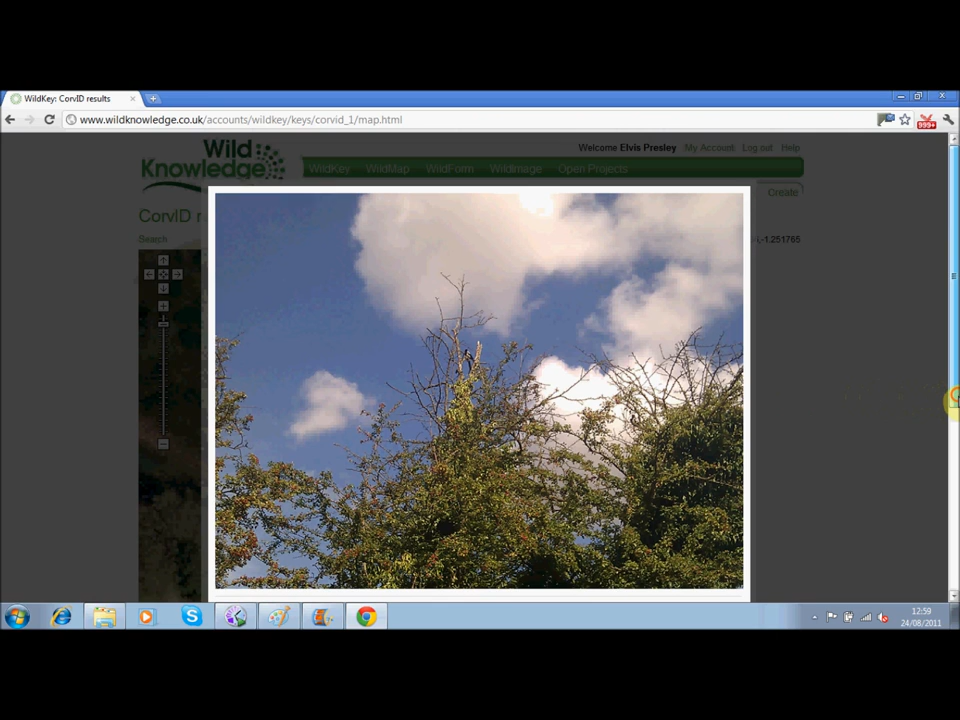 WildKey: CorvID results
www.wildknowledge.co.uk/accounts/wildkey/keys/corvid_1/map.html
999+
Wild
Knowledge
Welcome Elvis Presley My Account Log out Help
WildKey WildMap WildForm WildImage Open Projects
Create
CorvID r
Search
-1.251765
12:59
24/08/2011